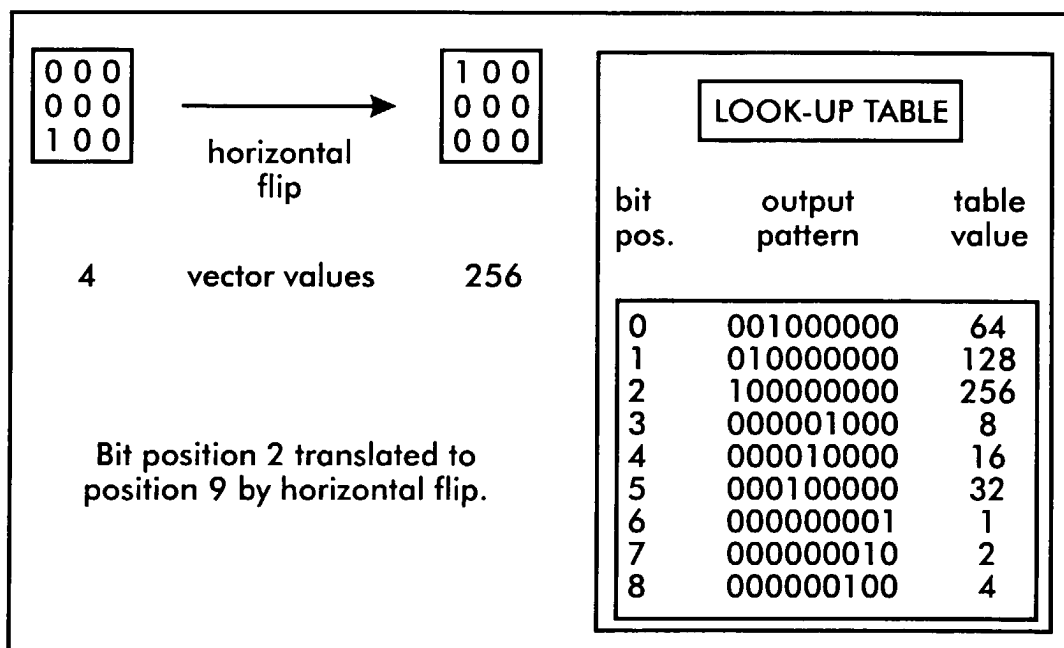 0 0 0
0 0 0
1 0 0
horizontal
flip
1 0 0
0 0 0
0 0 0
4 vector values 256
Bit position 2 translated to
position 9 by horizontal flip.
LOOK-UP TABLE
bit output table
pos. pattern value
0 001000000 64
1 010000000 128
2 100000000 256
3 000001000 8
4 000010000 16
5 000100000 32
6 000000001 1
7 000000010 2
8 000000100 4